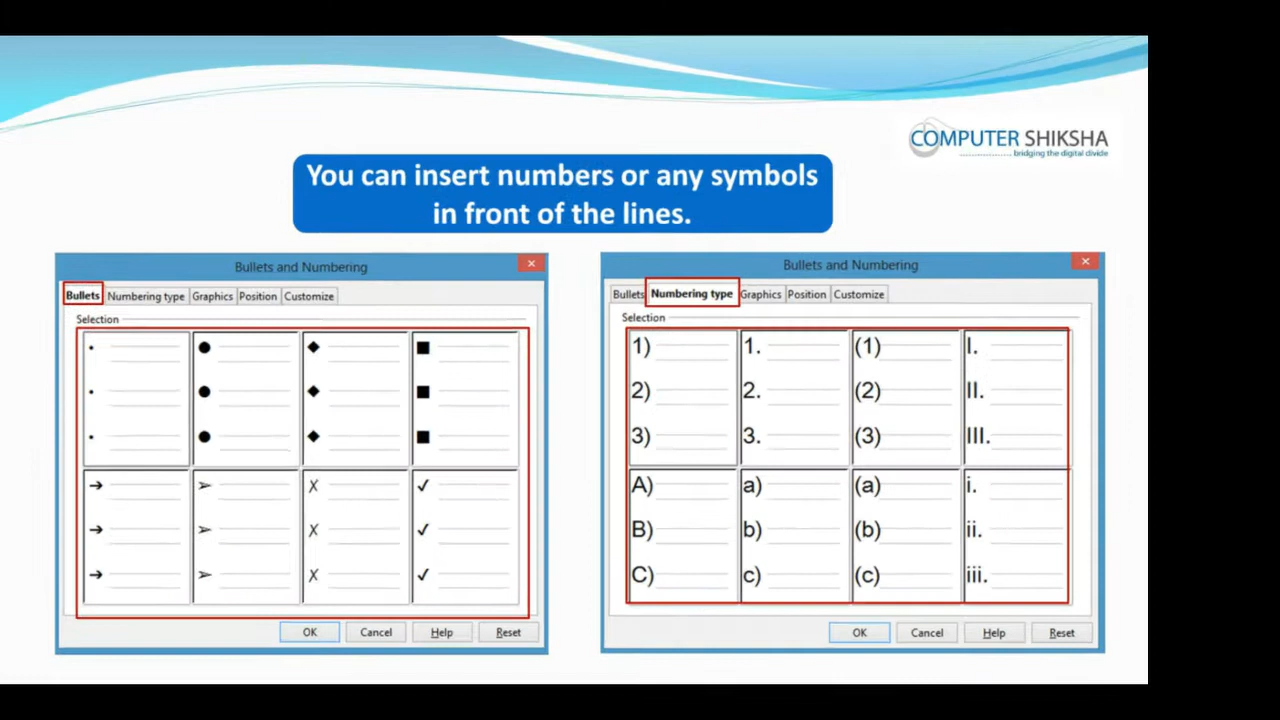 COMPUTER SHIKSHA
bridging the digital divide
You can insert numbers or any symbols
in front of the lines.
Bullets and Numbering
Bullets Numbering type Graphics Position Customize
Selection
• ● ◆ ■
• ● ◆ ■
• ● ◆ ■
➔ ➢ ✗ ✓
➔ ➢ ✗ ✓
➔ ➢ ✗ ✓
OK Cancel Help Reset
Bullets and Numbering
Bullets Numbering type Graphics Position Customize
Selection
1) 1. (1) I.
2) 2. (2) II.
3) 3. (3) III.
A) a) (a) i.
B) b) (b) ii.
C) c) (c) iii.
OK Cancel Help Reset